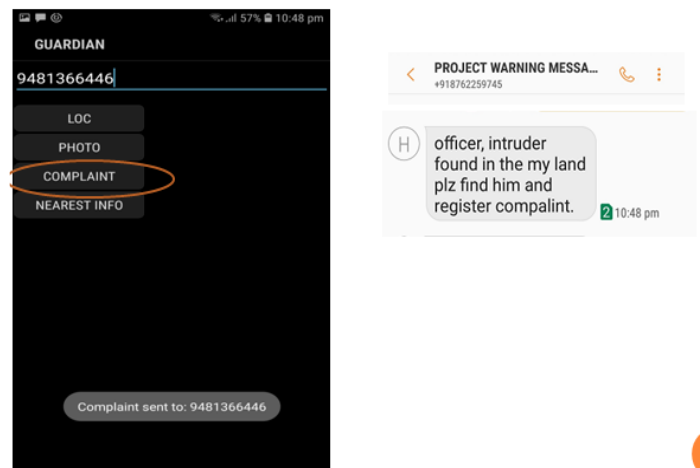 57% 10:48 pm
GUARDIAN
9481366446
LOC
PHOTO
COMPLAINT
NEAREST INFO
Complaint sent to: 9481366446
PROJECT WARNING MESSA...
+918762259745
H
officer, intruder
found in the my land
plz find him and
register compalint.
2 10:48 pm